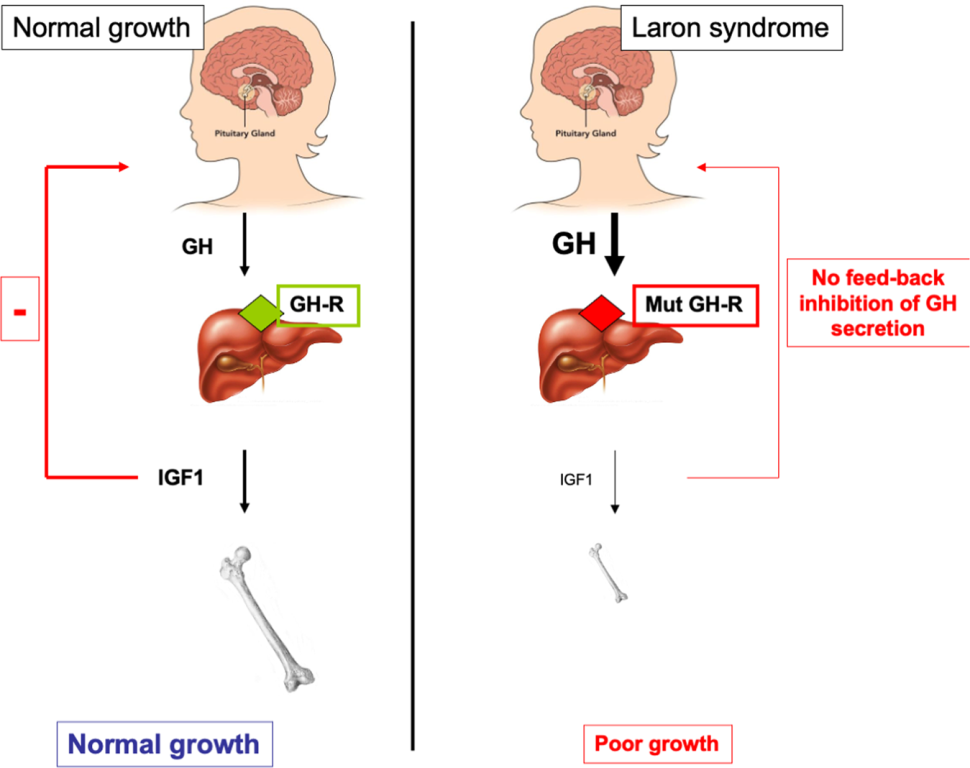 Normal growth
Pituitary Gland
GH
GH-R
-
IGF1
Normal growth
Laron syndrome
Pituitary Gland
GH
Mut GH-R
No feed-back
inhibition of GH
secretion
IGF1
Poor growth